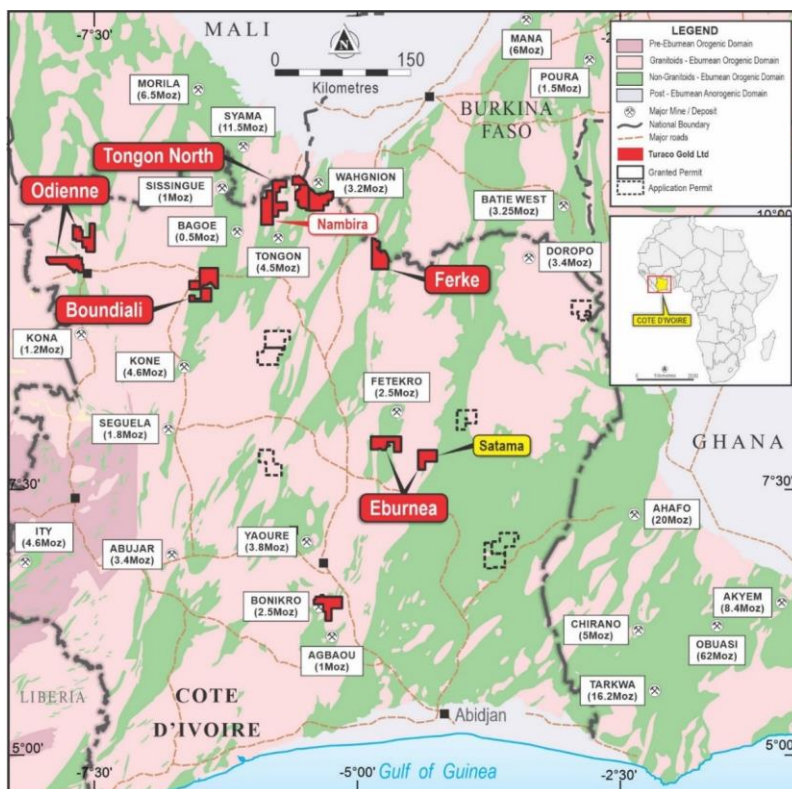 -7°30'
MALI
N
0
150
Kilometres
MANA
(6Moz)
POURA
(1.5Moz)
MORILA
(6.5Moz)
SYAMA
(11.5Moz)
BURKINA
FASO
Tongon North
Odienne
SISSINGUE
(1Moz)
WAHGNION
(3.2Moz)
Nambira
BATIE WEST
(3.25Moz)
BAGOE
(0.5Moz)
TONGON
(4.5Moz)
DOROPO
(3.4Moz)
Ferke
Boundiali
KONA
(1.2Moz)
KONE
(4.6Moz)
FETEKRO
(2.5Moz)
SEGUELA
(1.8Moz)
Satama
GHANA
7°30'
7°30'
Eburnea
ITY
(4.6Moz)
ABUJAR
(3.4Moz)
YAOURE
(3.8Moz)
AHAFO
(20Moz)
BONIKRO
(2.5Moz)
AKYEM
(8.4Moz)
CHIRANO
(5Moz)
OBUASI
(62Moz)
AGBAOU
(1Moz)
TARKWA
(16.2Moz)
LIBERIA
COTE
D'IVOIRE
Abidjan
5°00'
5°00'
-7°30'
-5°00'
Gulf of Guinea
-2°30'
LEGEND
Pre-Eburnean Orogenic Domain
Granitoids - Eburnean Orogenic Domain
Non-Granitoids - Eburnean Orogenic Domain
Post - Eburnean Anorogenic Domain
Major Mine / Deposit
National Boundary
Major roads
Turaco Gold Ltd
Granted Permit
Application Permit
COTE D'IVOIRE